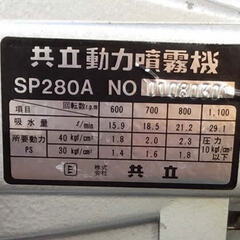 共立動力噴霧機
SP280A NO
項目 回転数r.p.m 600 700 800 1,100
吸水量 ℓ/min 15.9 18.5 21.2 29.1
所要動力 PS 40 kgf/cm² 1.8 2.0 2.3 圧力
30 kgf/cm² 1.4 1.6 1.8 10kgf/cm² 以下
E 株式会社 共立